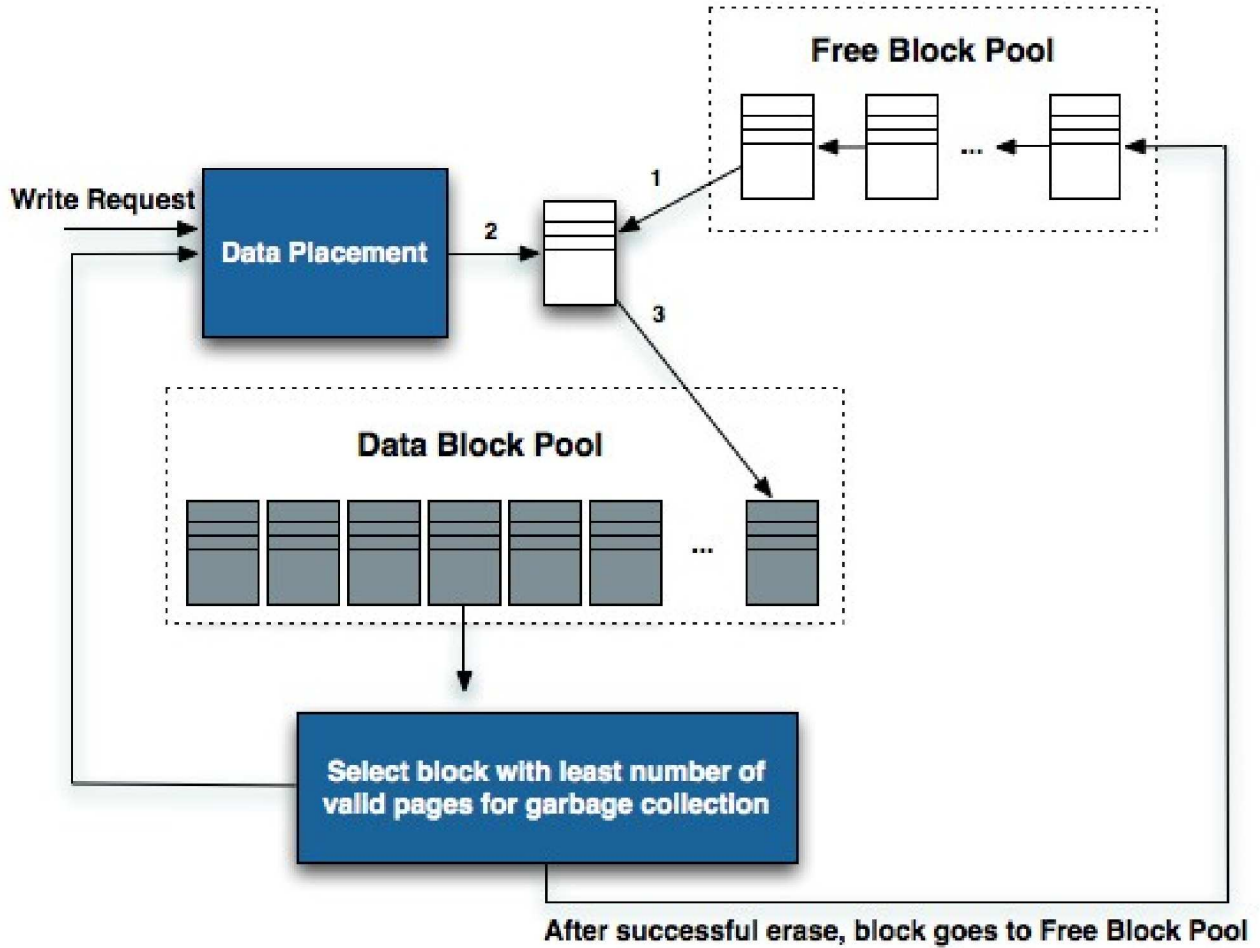 Free Block Pool
...
1
Write Request
Data Placement
2
3
Data Block Pool
...
Select block with least number of
valid pages for garbage collection
After successful erase, block goes to Free Block Pool